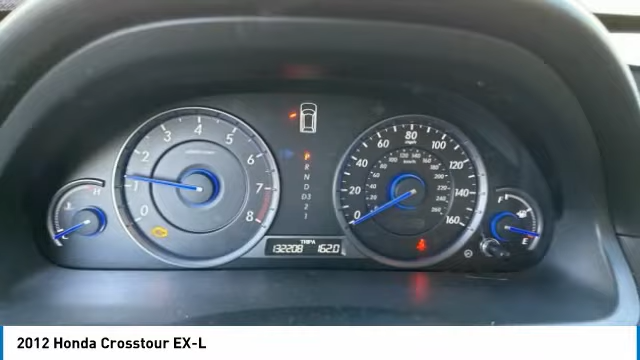 0 1 2 3 4 5 6 7 8
C H
P
R
N
D
D3
2
1
0 20 40 60 80 100 120 140 160
mph
km/h
F
E
TRIP A
132208 162.0
2012 Honda Crosstour EX-L